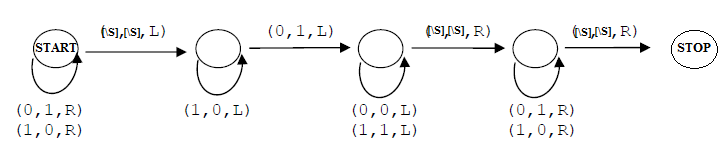 ([\S],[\S], L)
(0,1,L)
([\S],[\S], R)
([\S],[\S], R)
START
STOP
(0,1,R)
(1,0,R)
(1,0,L)
(0,0,L)
(1,1,L)
(0,1,R)
(1,0,R)